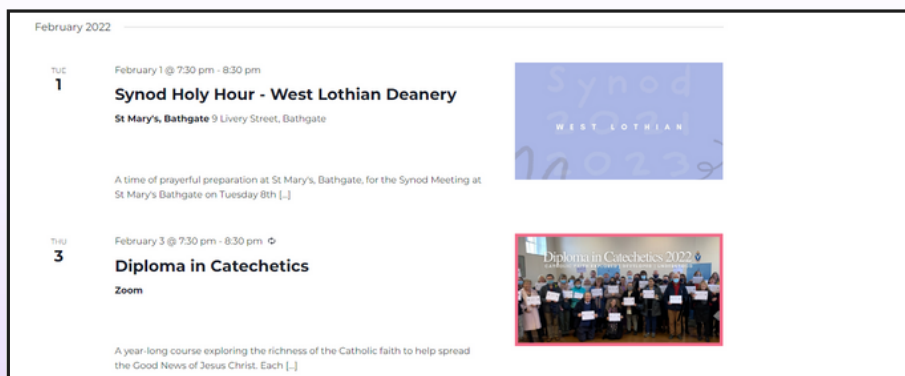 February 2022
TUE
1
February 1 @ 7:30 pm - 8:30 pm
Synod Holy Hour - West Lothian Deanery
St Mary's, Bathgate 9 Livery Street, Bathgate
A time of prayerful preparation at St Mary's, Bathgate, for the Synod Meeting at
St Mary's Bathgate on Tuesday 8th [...]
Synod
2021
WEST LOTHIAN
2023
THU
3
February 3 @ 7:30 pm - 8:30 pm
Diploma in Catechetics
Zoom
A year-long course exploring the richness of the Catholic faith to help spread
the Good News of Jesus Christ. Each [...]
Diploma in Catechetics 2022